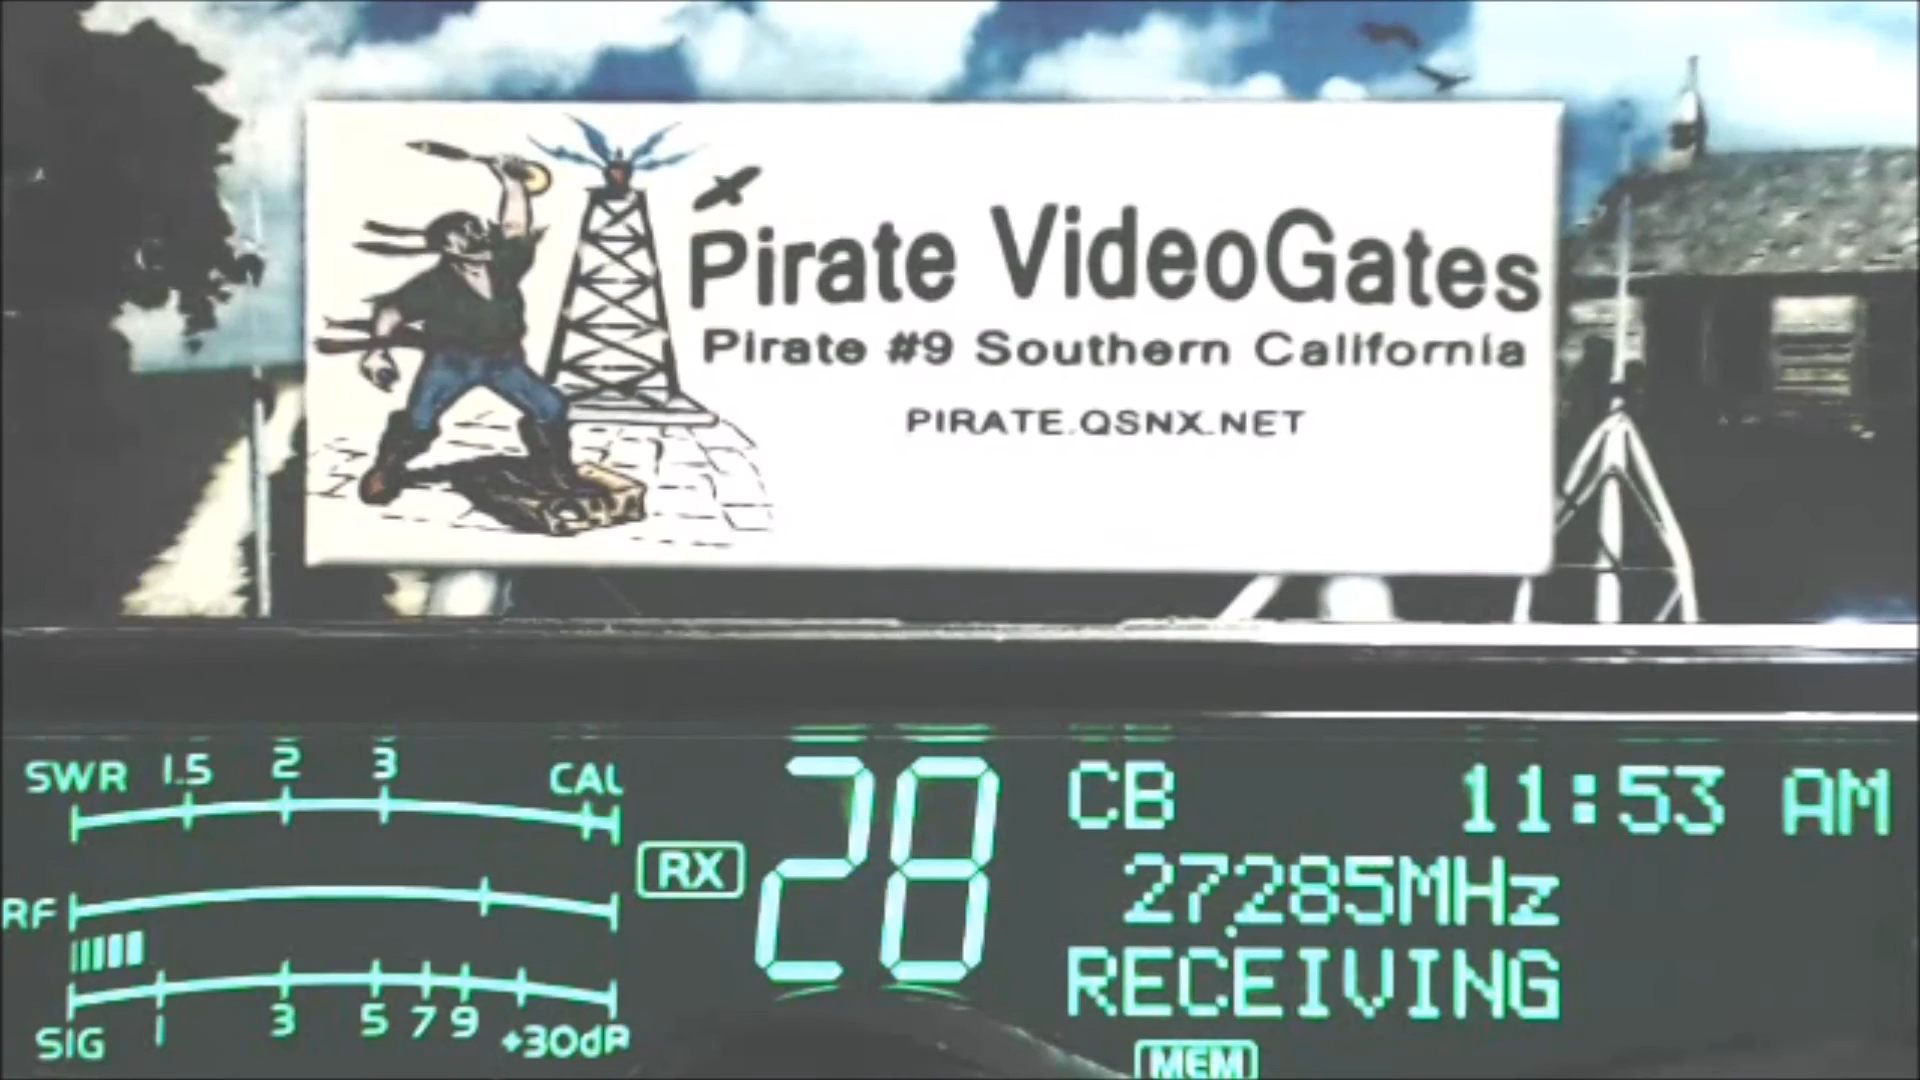 Pirate VideoGates
Pirate #9 Southern California
PIRATE.QSNX.NET
SWR 1.5 2 3 CAL
RF
SIG 1 3 5 7 9 +30dB
RX
28
CB 11:53 AM
27.285MHz
RECEIVING
MEM